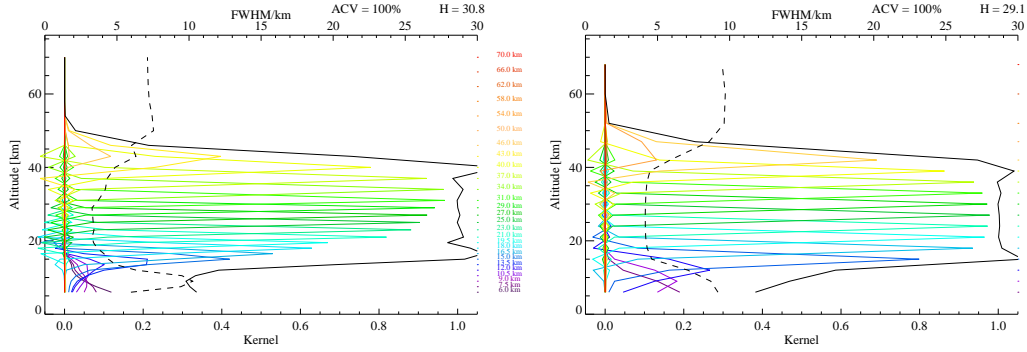 FWHM/km
ACV = 100%
H = 30.8
0 5 10 15 20 25 30
Altitude [km]
60
40
20
0
70.0 km
66.0 km
62.0 km
58.0 km
54.0 km
50.0 km
46.0 km
43.0 km
40.0 km
37.0 km
34.0 km
31.0 km
29.0 km
27.0 km
25.0 km
23.0 km
21.0 km
18.0 km
15.0 km
13.5 km
12.0 km
10.5 km
9.0 km
7.5 km
6.0 km
0.0 0.2 0.4 0.6 0.8 1.0
Kernel
FWHM/km
ACV = 100%
H = 29.1
0 5 10 15 20 25 30
Altitude [km]
60
40
20
0
0.0 0.2 0.4 0.6 0.8 1.0
Kernel